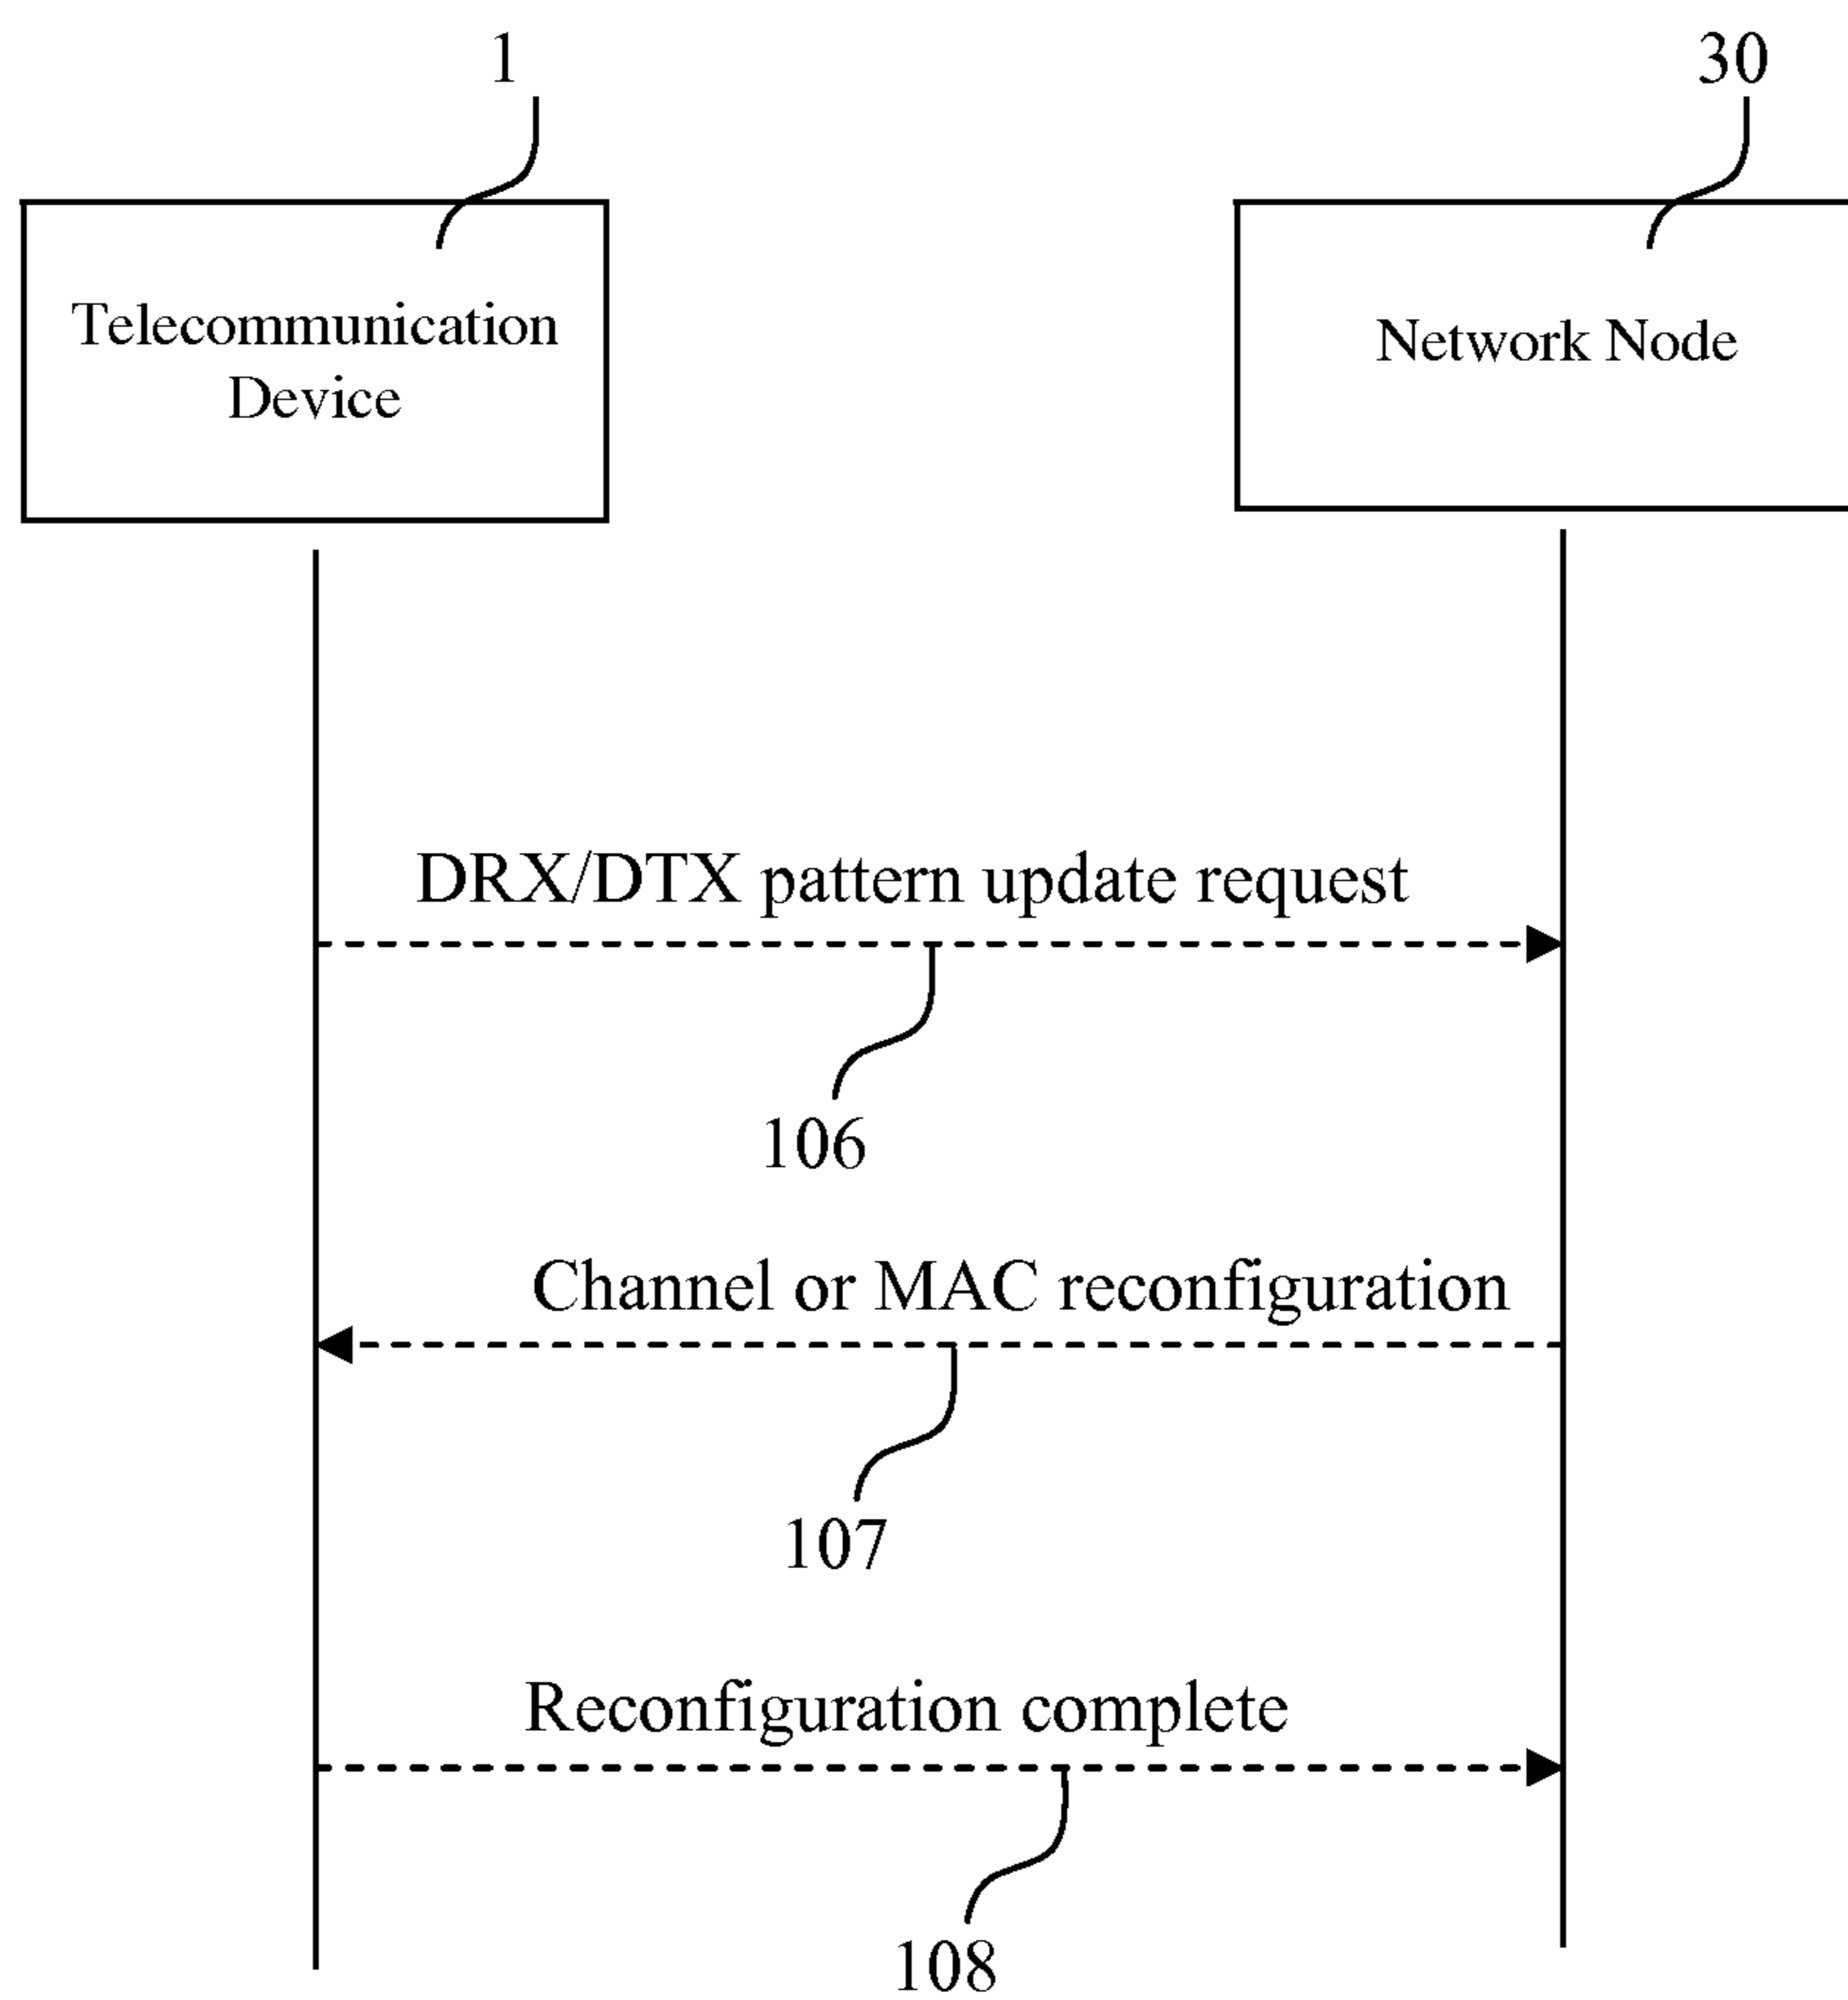 1
30
Telecommunication
Device
Network Node
DRX/DTX pattern update request
106
Channel or MAC reconfiguration
107
Reconfiguration complete
108